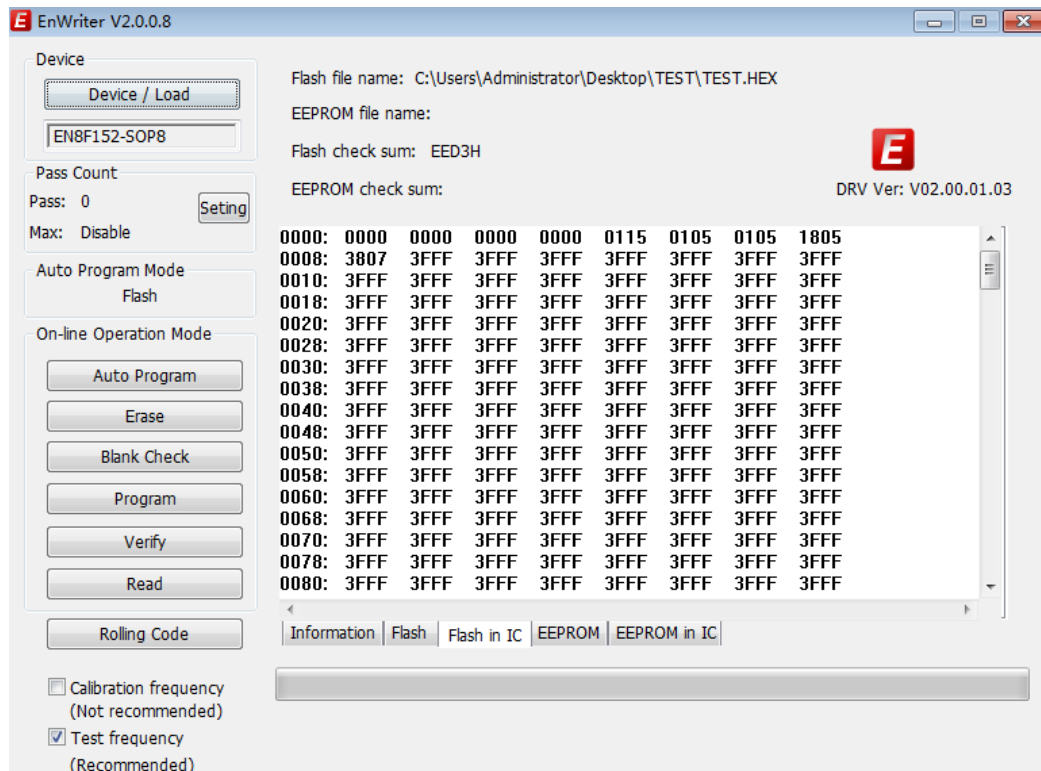 E EnWriter V2.0.0.8
Device
Device / Load
EN8F152-SOP8
Pass Count
Pass: 0
Seting
Max: Disable
Auto Program Mode
Flash
On-line Operation Mode
Auto Program
Erase
Blank Check
Program
Verify
Read
Rolling Code
Calibration frequency
(Not recommended)
Test frequency
(Recommended)
Flash file name: C:\Users\Administrator\Desktop\TEST\TEST.HEX
EEPROM file name:
Flash check sum: EED3H
EEPROM check sum:
E
DRV Ver: V02.00.01.03
0000: 0000 0000 0000 0000 0115 0105 0105 1805
0008: 3807 3FFF 3FFF 3FFF 3FFF 3FFF 3FFF 3FFF
0010: 3FFF 3FFF 3FFF 3FFF 3FFF 3FFF 3FFF 3FFF
0018: 3FFF 3FFF 3FFF 3FFF 3FFF 3FFF 3FFF 3FFF
0020: 3FFF 3FFF 3FFF 3FFF 3FFF 3FFF 3FFF 3FFF
0028: 3FFF 3FFF 3FFF 3FFF 3FFF 3FFF 3FFF 3FFF
0030: 3FFF 3FFF 3FFF 3FFF 3FFF 3FFF 3FFF 3FFF
0038: 3FFF 3FFF 3FFF 3FFF 3FFF 3FFF 3FFF 3FFF
0040: 3FFF 3FFF 3FFF 3FFF 3FFF 3FFF 3FFF 3FFF
0048: 3FFF 3FFF 3FFF 3FFF 3FFF 3FFF 3FFF 3FFF
0050: 3FFF 3FFF 3FFF 3FFF 3FFF 3FFF 3FFF 3FFF
0058: 3FFF 3FFF 3FFF 3FFF 3FFF 3FFF 3FFF 3FFF
0060: 3FFF 3FFF 3FFF 3FFF 3FFF 3FFF 3FFF 3FFF
0068: 3FFF 3FFF 3FFF 3FFF 3FFF 3FFF 3FFF 3FFF
0070: 3FFF 3FFF 3FFF 3FFF 3FFF 3FFF 3FFF 3FFF
0078: 3FFF 3FFF 3FFF 3FFF 3FFF 3FFF 3FFF 3FFF
0080: 3FFF 3FFF 3FFF 3FFF 3FFF 3FFF 3FFF 3FFF
Information Flash Flash in IC EEPROM EEPROM in IC